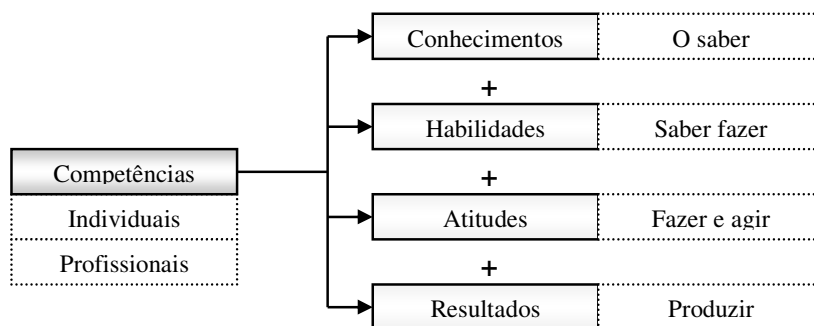 Conhecimentos O saber
+
Habilidades Saber fazer
Competências
+
Individuais
Atitudes Fazer e agir
Profissionais
+
Resultados Produzir